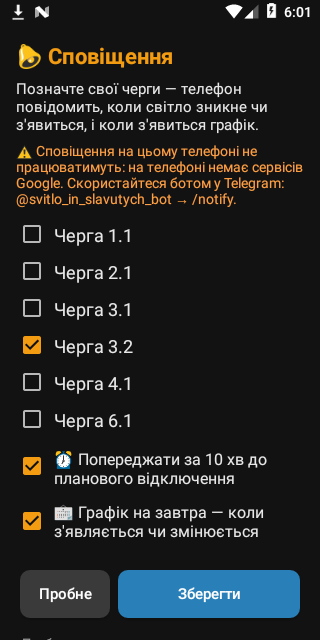 6:01
Сповіщення
Позначте свої черги — телефон
повідомить, коли світло зникне чи
з'явиться, і коли з'явиться графік.
⚠️ Сповіщення на цьому телефоні не
працюватимуть: на телефоні немає сервісів
Google. Скористайтеся ботом у Telegram:
@svitlo_in_slavutych_bot → /notify.
Черга 1.1
Черга 2.1
Черга 3.1
Черга 3.2
Черга 4.1
Черга 6.1
⏰ Попереджати за 10 хв до
планового відключення
Графік на завтра — коли
з'являється чи змінюється
Пробне
Зберегти